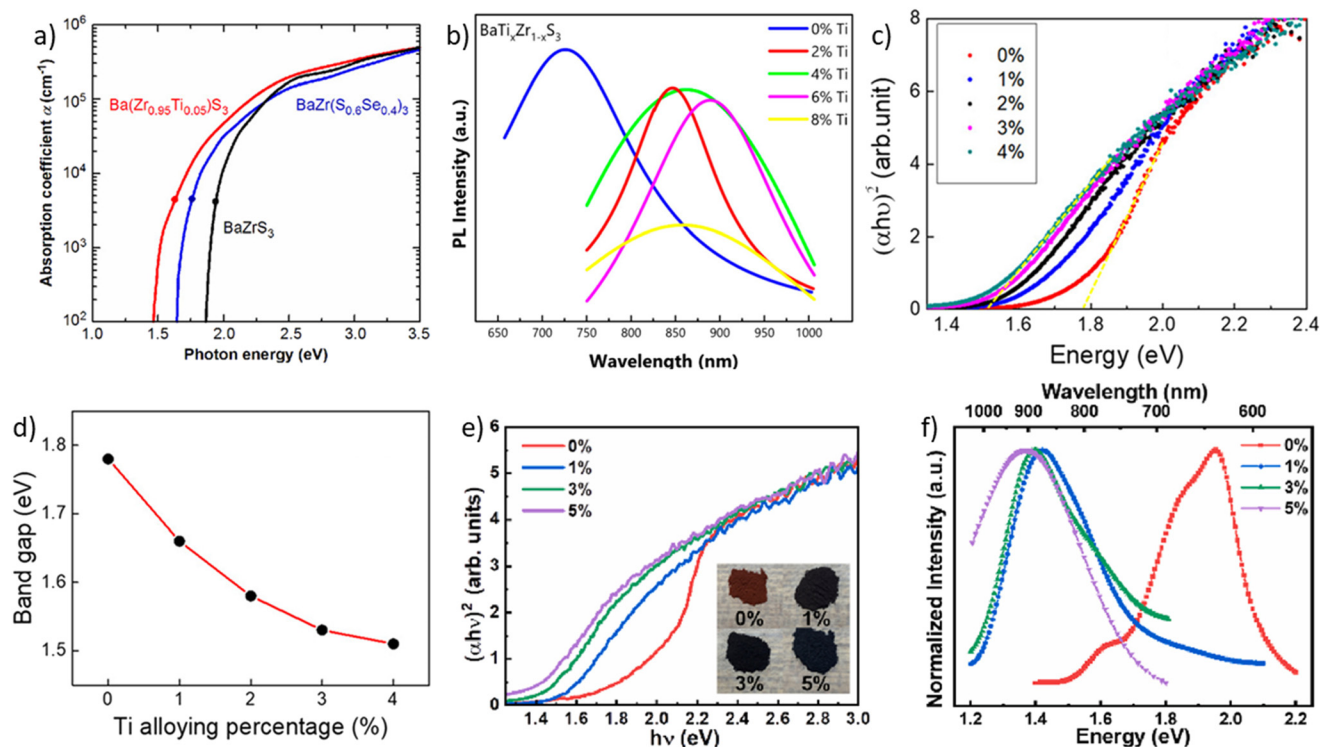 a)
Absorption coefficient α (cm⁻¹)
10⁶
10⁵
10⁴
10³
10²
Ba(Zr₀.₉₅Ti₀.₀₅)S₃
BaZr(S₀.₆Se₀.₄)₃
BaZrS₃
1.0 1.5 2.0 2.5 3.0 3.5
Photon energy (eV)
b)
BaTiₓZr₁₋ₓS₃
0% Ti
2% Ti
4% Ti
6% Ti
8% Ti
PL Intensity (a.u.)
650 700 750 800 850 900 950 1000
Wavelength (nm)
c)
0%
1%
2%
3%
4%
(αhυ)² (arb.unit)
8
6
4
2
0
1.4 1.6 1.8 2.0 2.2 2.4
Energy (eV)
d)
Band gap (eV)
1.8
1.7
1.6
1.5
0 1 2 3 4
Ti alloying percentage (%)
e)
0%
1%
3%
5%
(αhν)² (arb. units)
6
5
4
3
2
1
0
0% 1%
3% 5%
1.4 1.6 1.8 2.0 2.2 2.4 2.6 2.8 3.0
hν (eV)
Wavelength (nm)
1000 900 800 700 600
f)
0%
1%
3%
5%
Normalized Intensity (a.u.)
1.2 1.4 1.6 1.8 2.0 2.2
Energy (eV)